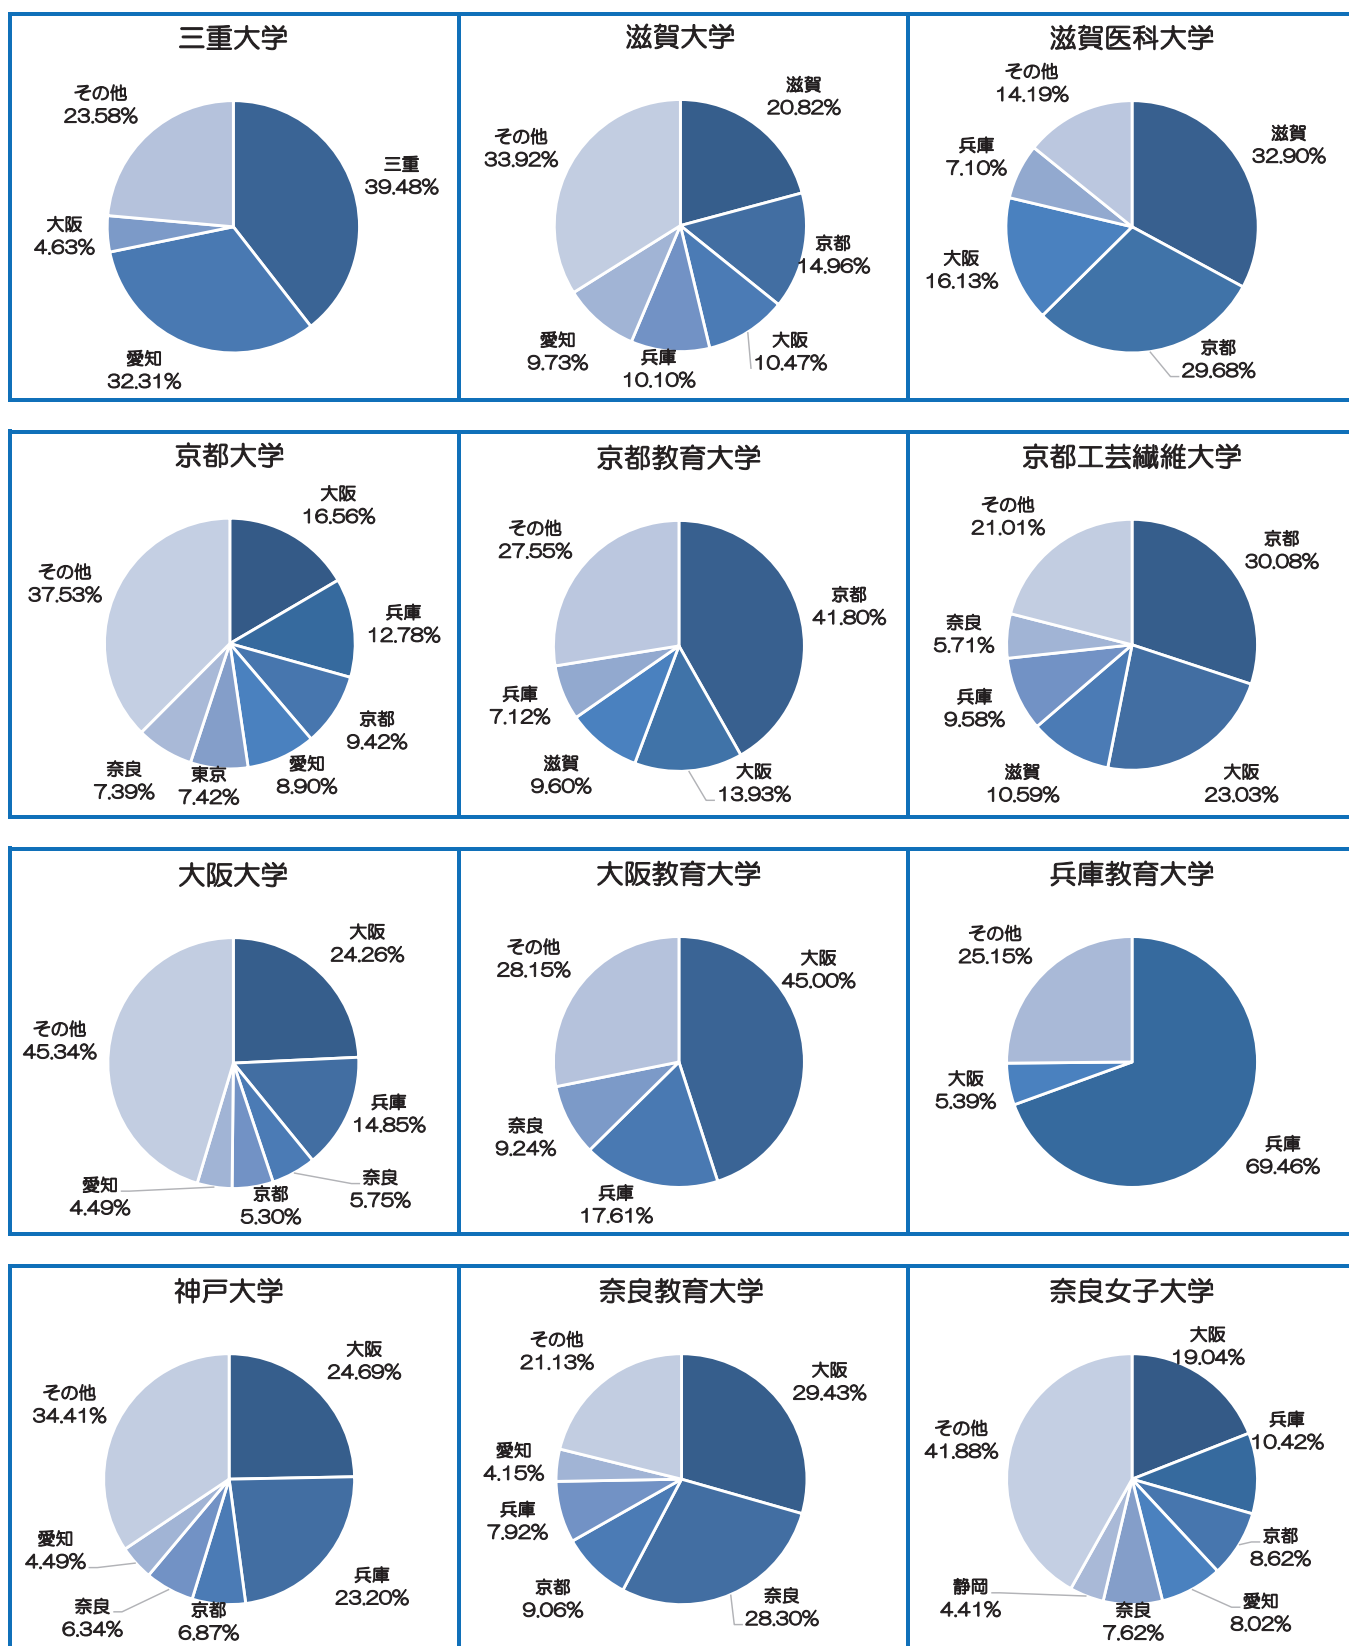 三重大学
その他
23.58%
三重
39.48%
大阪
4.63%
愛知
32.31%
滋賀大学
滋賀
20.82%
その他
33.92%
京都
14.96%
愛知
9.73%
兵庫
10.10%
大阪
10.47%
滋賀医科大学
その他
14.19%
滋賀
32.90%
兵庫
7.10%
大阪
16.13%
京都
29.68%
京都大学
大阪
16.56%
その他
37.53%
兵庫
12.78%
京都
9.42%
奈良
7.39%
東京
7.42%
愛知
8.90%
京都教育大学
その他
27.55%
京都
41.80%
兵庫
7.12%
滋賀
9.60%
大阪
13.93%
京都工芸繊維大学
その他
21.01%
京都
30.08%
奈良
5.71%
兵庫
9.58%
滋賀
10.59%
大阪
23.03%
大阪大学
大阪
24.26%
その他
45.34%
兵庫
14.85%
愛知
4.49%
京都
5.30%
奈良
5.75%
大阪教育大学
その他
28.15%
大阪
45.00%
奈良
9.24%
兵庫
17.61%
兵庫教育大学
その他
25.15%
大阪
5.39%
兵庫
69.46%
神戸大学
大阪
24.69%
その他
34.41%
愛知
4.49%
兵庫
23.20%
奈良
6.34%
京都
6.87%
奈良教育大学
その他
21.13%
大阪
29.43%
愛知
4.15%
兵庫
7.92%
京都
9.06%
奈良
28.30%
奈良女子大学
大阪
19.04%
その他
41.88%
兵庫
10.42%
京都
8.62%
静岡
4.41%
奈良
7.62%
愛知
8.02%